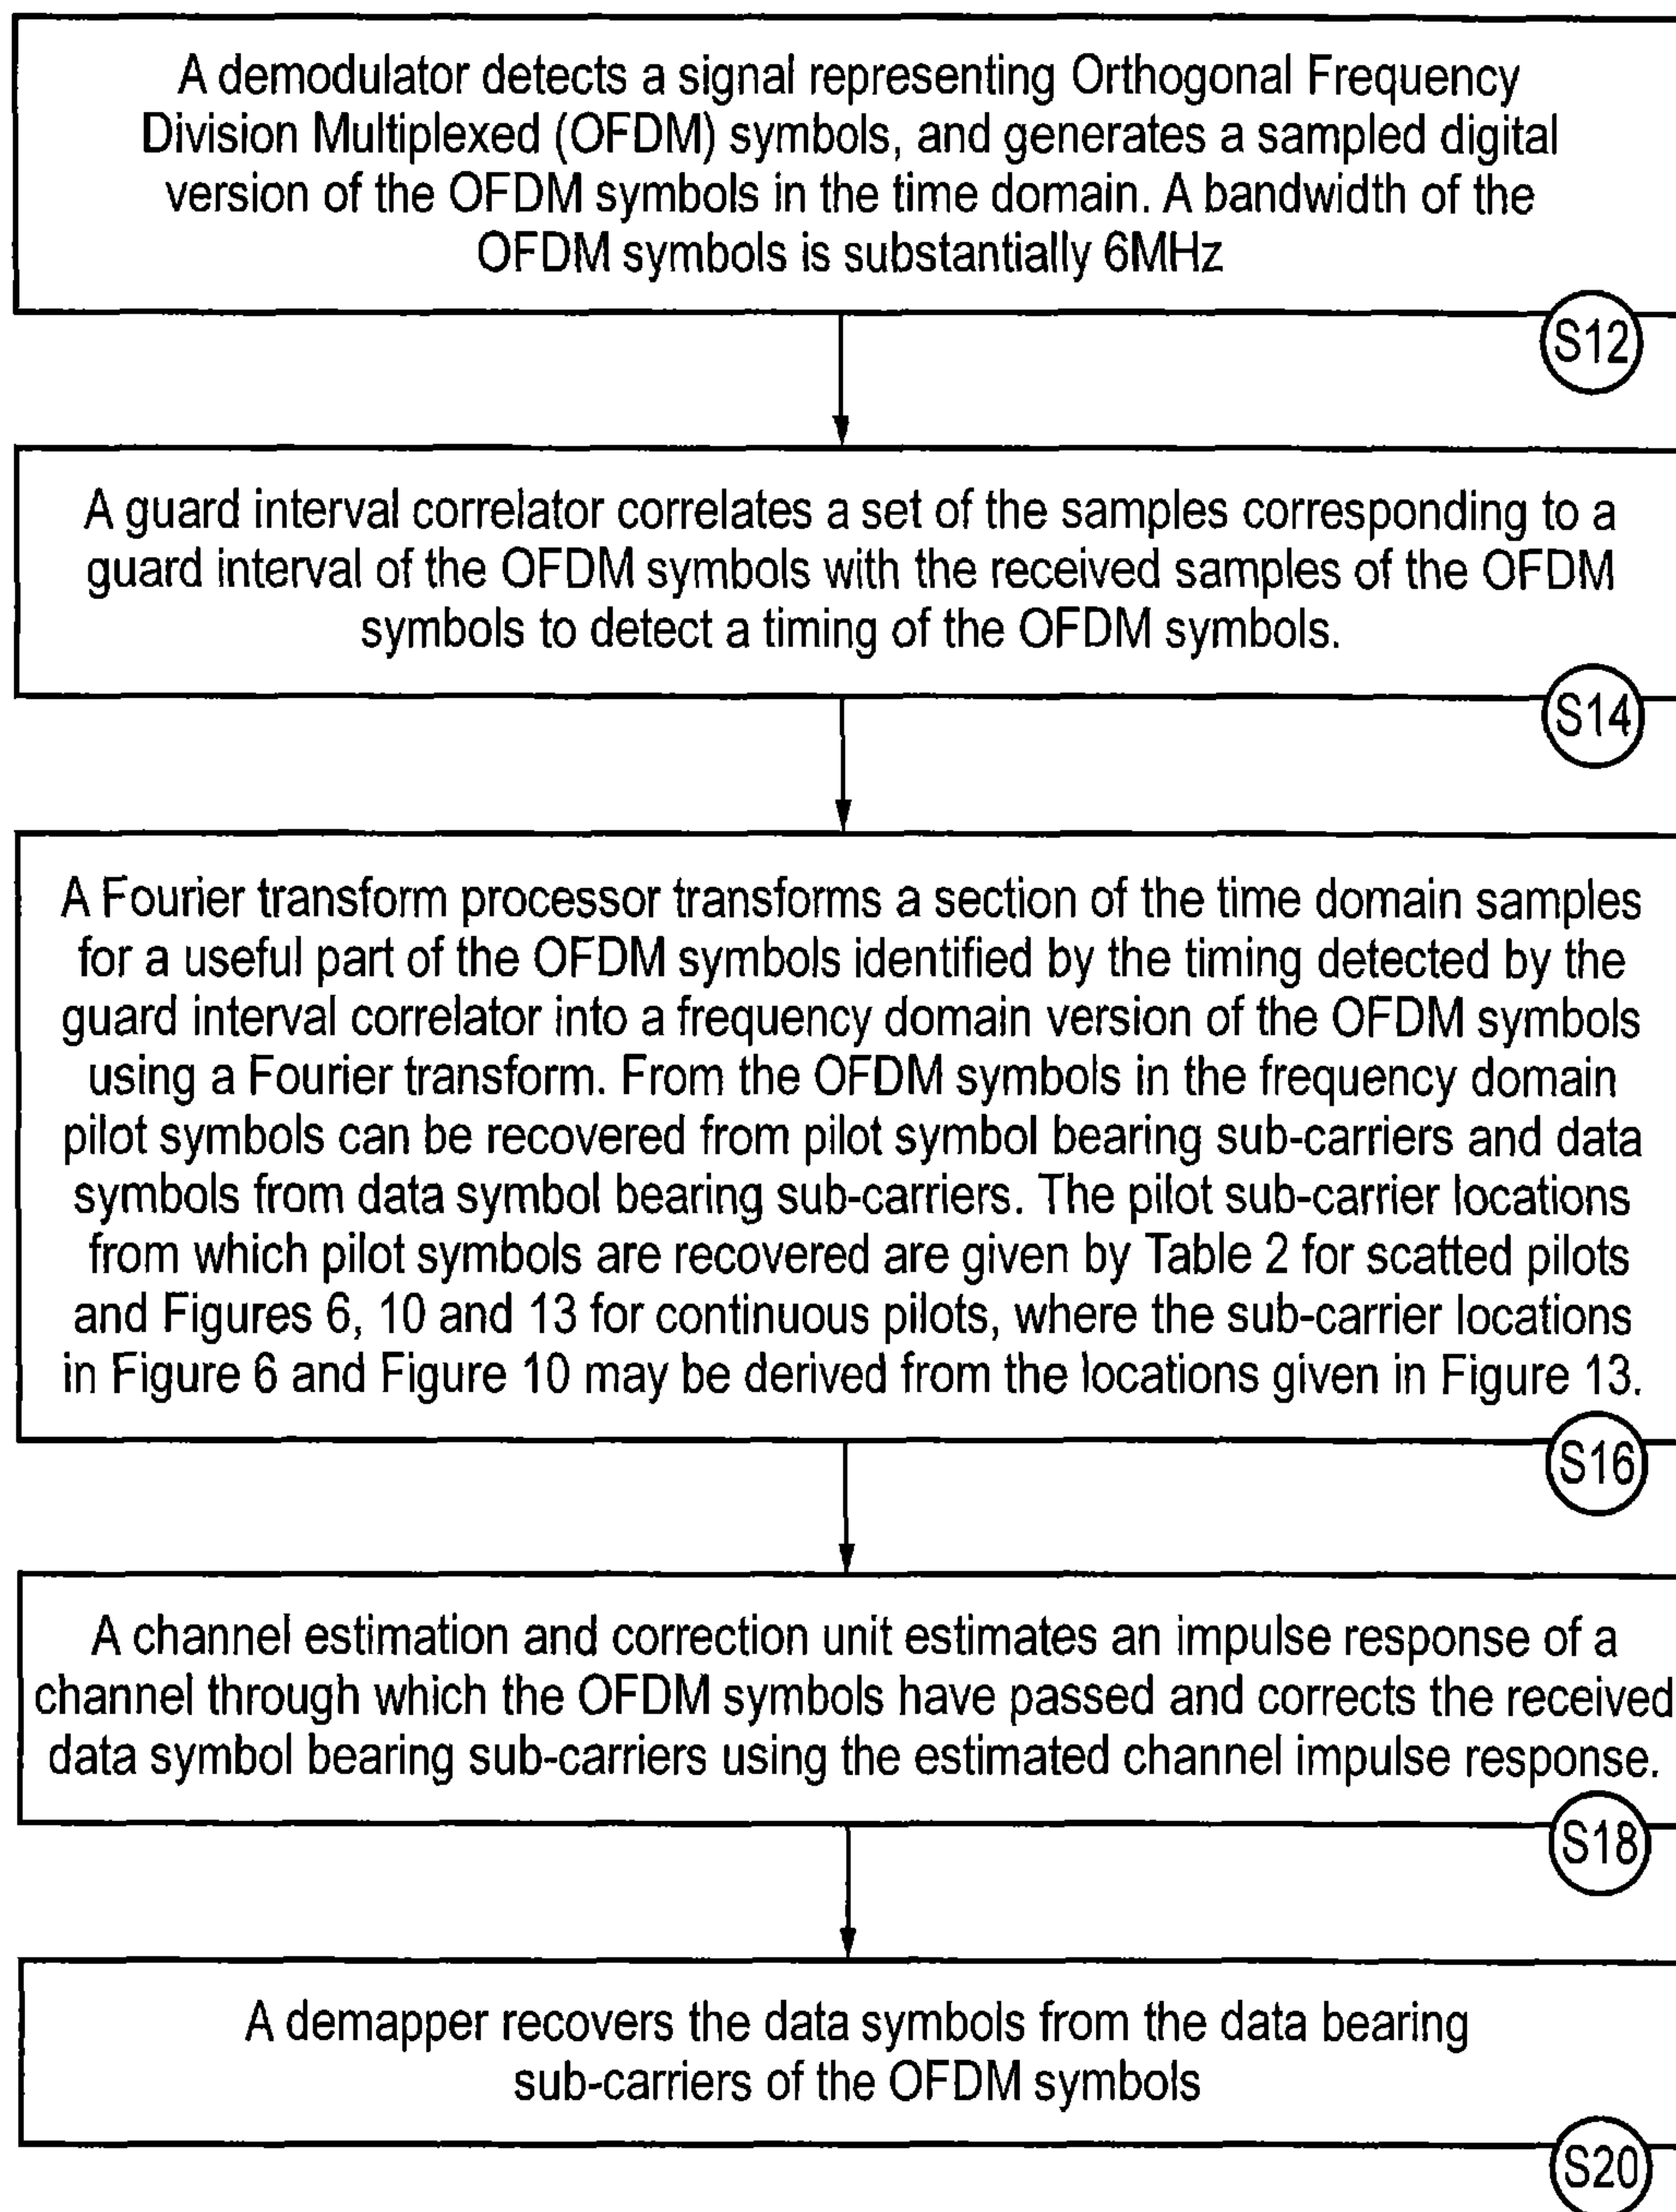 A demodulator detects a signal representing Orthogonal Frequency
Division Multiplexed (OFDM) symbols, and generates a sampled digital
version of the OFDM symbols in the time domain. A bandwidth of the
OFDM symbols is substantially 6MHz
S12
A guard interval correlator correlates a set of the samples corresponding to a
guard interval of the OFDM symbols with the received samples of the OFDM
symbols to detect a timing of the OFDM symbols.
S14
A Fourier transform processor transforms a section of the time domain samples
for a useful part of the OFDM symbols identified by the timing detected by the
guard interval correlator into a frequency domain version of the OFDM symbols
using a Fourier transform. From the OFDM symbols in the frequency domain
pilot symbols can be recovered from pilot symbol bearing sub-carriers and data
symbols from data symbol bearing sub-carriers. The pilot sub-carrier locations
from which pilot symbols are recovered are given by Table 2 for scatted pilots
and Figures 6, 10 and 13 for continuous pilots, where the sub-carrier locations
in Figure 6 and Figure 10 may be derived from the locations given in Figure 13.
S16
A channel estimation and correction unit estimates an impulse response of a
channel through which the OFDM symbols have passed and corrects the received
data symbol bearing sub-carriers using the estimated channel impulse response.
S18
A demapper recovers the data symbols from the data bearing
sub-carriers of the OFDM symbols
S20